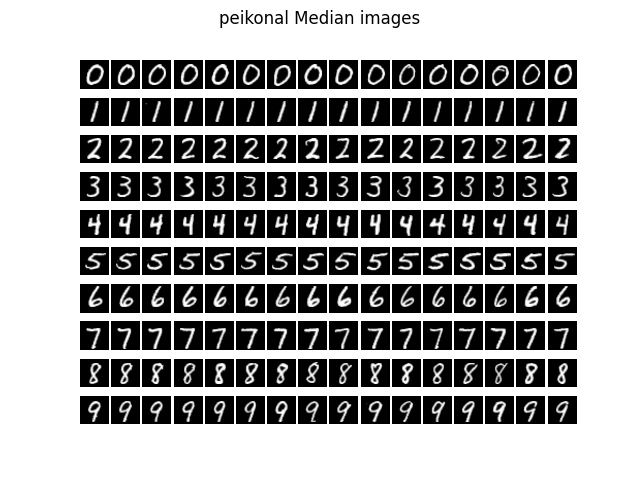 peikonal Median images
0 0 0 0 0 0 0 0 0 0 0 0 0 0 0 0
1 1 1 1 1 1 1 1 1 1 1 1 1 1 1 1
2 2 2 2 2 2 2 2 2 2 2 2 2 2 2 2
3 3 3 3 3 3 3 3 3 3 3 3 3 3 3 3
4 4 4 4 4 4 4 4 4 4 4 4 4 4 4 4
5 5 5 5 5 5 5 5 5 5 5 5 5 5 5 5
6 6 6 6 6 6 6 6 6 6 6 6 6 6 6 6
7 7 7 7 7 7 7 7 7 7 7 7 7 7 7 7
8 8 8 8 8 8 8 8 8 8 8 8 8 8 8 8
9 9 9 9 9 9 9 9 9 9 9 9 9 9 9 9